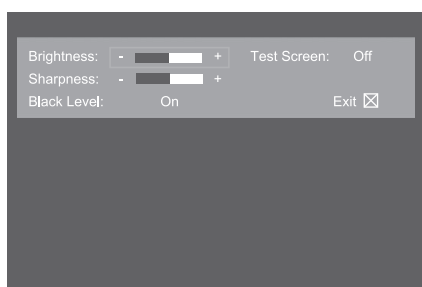 Brightness: - + Test Screen: Off
Sharpness: - +
Black Level: On Exit